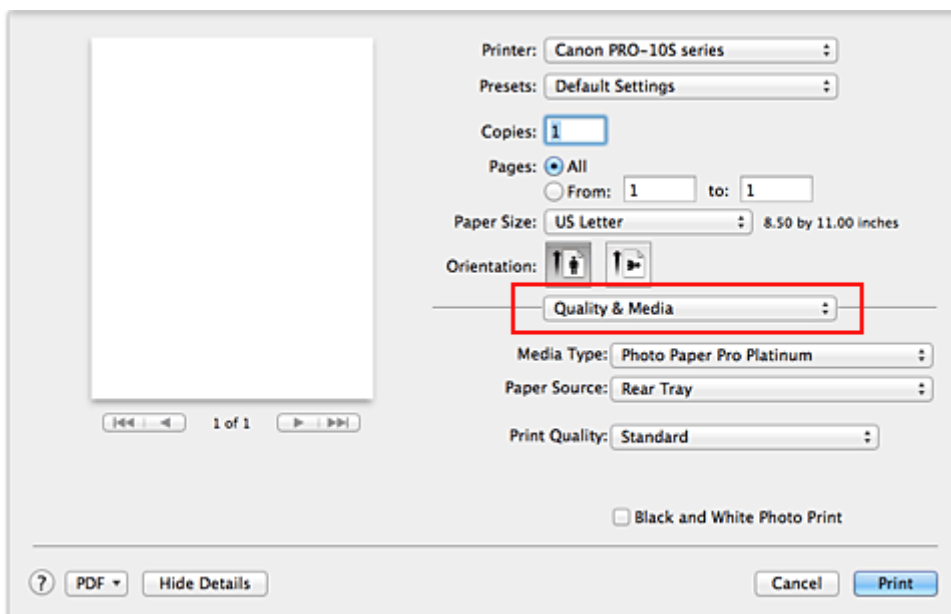 Printer: Canon PRO-10S series
Presets: Default Settings
Copies: 1
Pages: All
From: 1 to: 1
Paper Size: US Letter 8.50 by 11.00 inches
Orientation:
Quality & Media
Media Type: Photo Paper Pro Platinum
Paper Source: Rear Tray
1 of 1
Print Quality: Standard
Black and White Photo Print
? PDF Hide Details Cancel Print